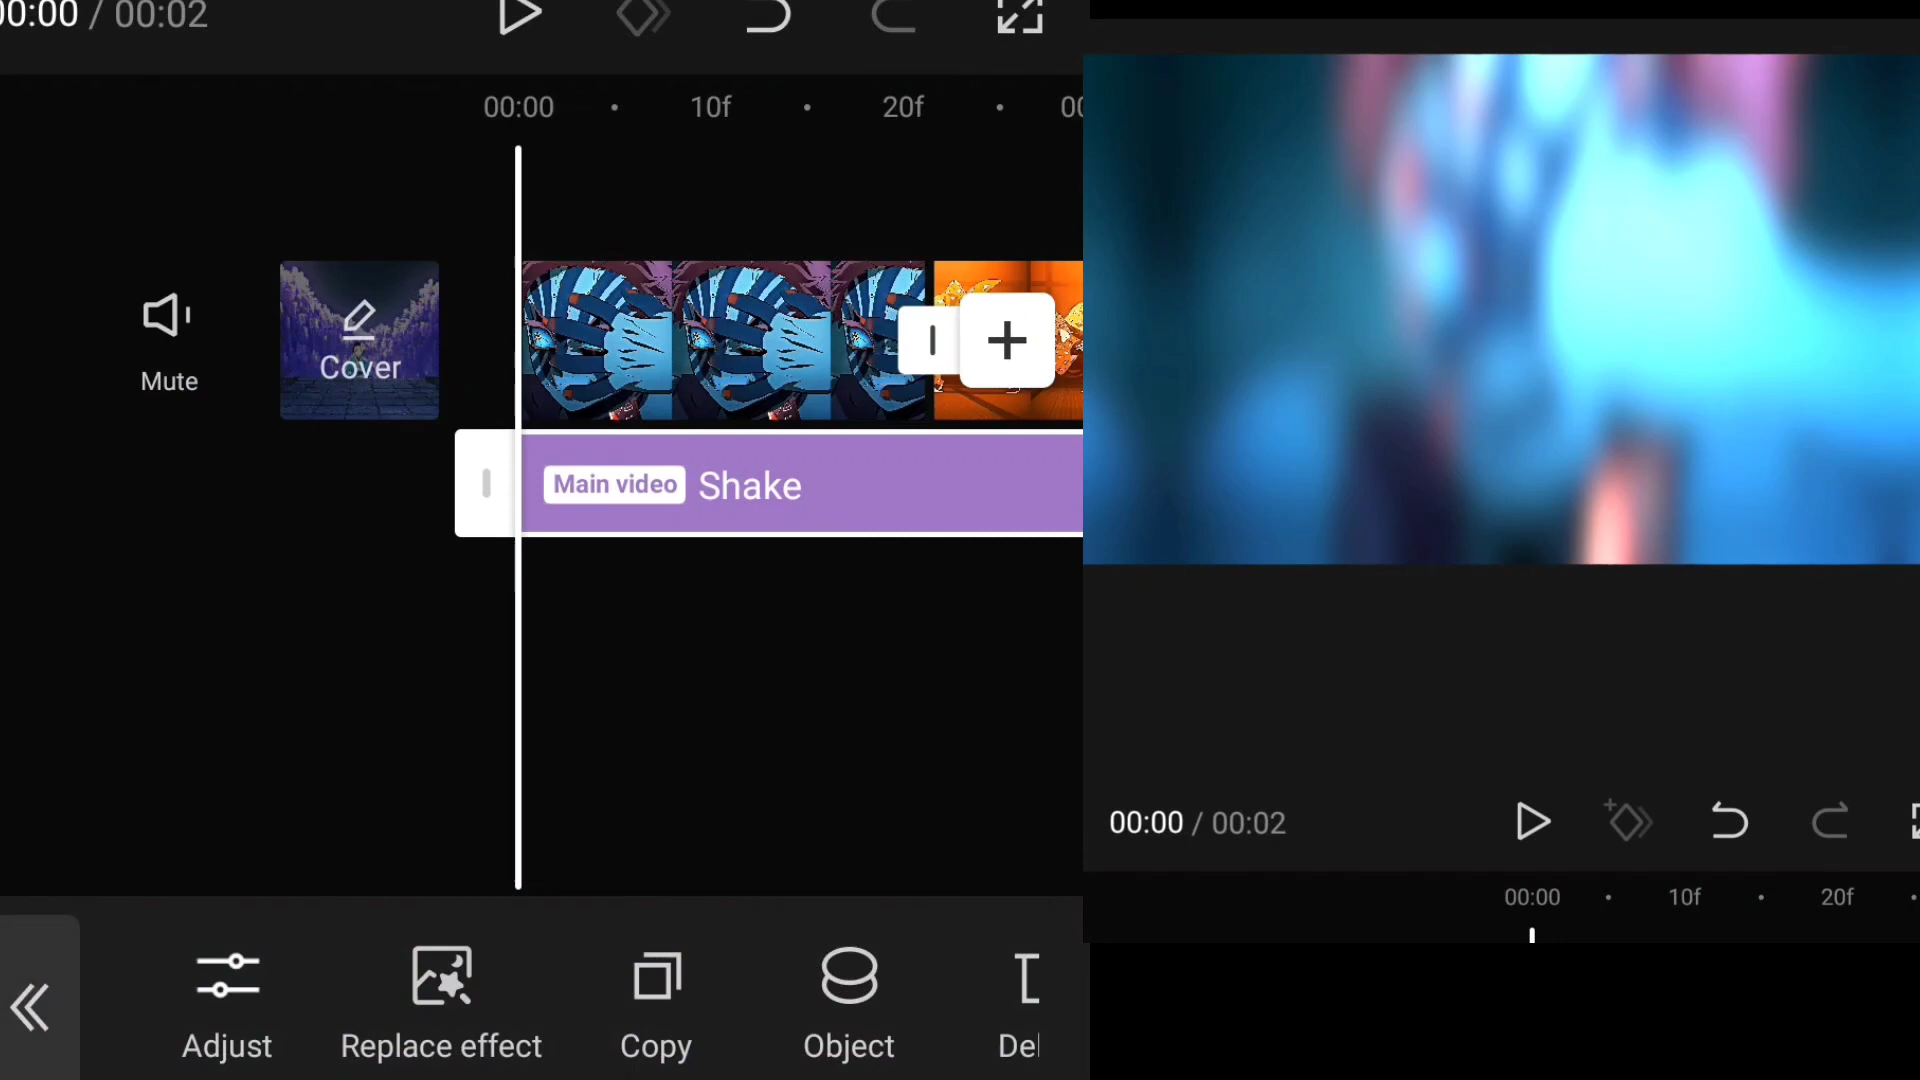 00:00 / 00:02
00:00 10f 20f
Mute
Cover
Main video Shake
Adjust Replace effect Copy Object Del
00:00 / 00:02
00:00 10f 20f